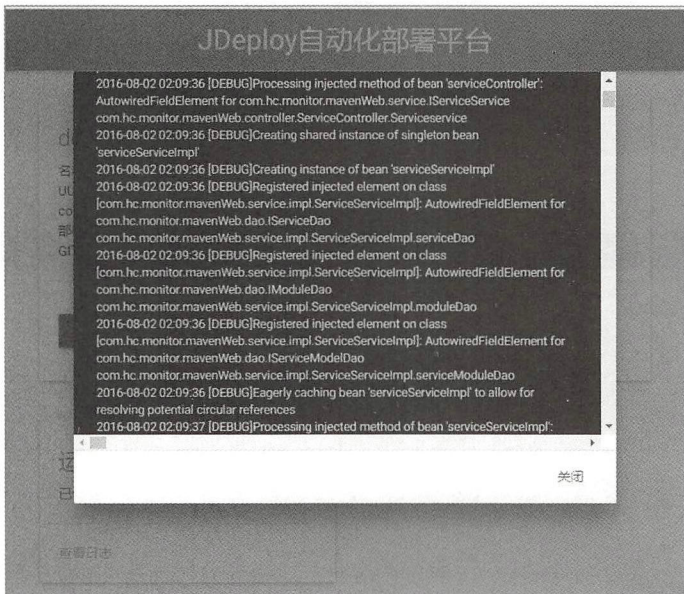 JDeploy自动化部署平台
2016-08-02 02:09:36 [DEBUG]Processing injected method of bean 'serviceController':
AutowiredFieldElement for com.hc.monitor.mavenWeb.service.IServiceService
com.hc.monitor.mavenWeb.controller.ServiceController.Serviceservice
2016-08-02 02:09:36 [DEBUG]Creating shared instance of singleton bean
'serviceServiceImpl'
2016-08-02 02:09:36 [DEBUG]Creating instance of bean 'serviceServiceImpl'
2016-08-02 02:09:36 [DEBUG]Registered injected element on class
[com.hc.monitor.mavenWeb.service.impl.ServiceServiceImpl]: AutowiredFieldElement for
com.hc.monitor.mavenWeb.dao.IServiceDao
com.hc.monitor.mavenWeb.service.impl.ServiceServiceImpl.serviceDao
2016-08-02 02:09:36 [DEBUG]Registered injected element on class
[com.hc.monitor.mavenWeb.service.impl.ServiceServiceImpl]: AutowiredFieldElement for
com.hc.monitor.mavenWeb.dao.IModuleDao
com.hc.monitor.mavenWeb.service.impl.ServiceServiceImpl.moduleDao
2016-08-02 02:09:36 [DEBUG]Registered injected element on class
[com.hc.monitor.mavenWeb.service.impl.ServiceServiceImpl]: AutowiredFieldElement for
com.hc.monitor.mavenWeb.dao.IServiceModelDao
com.hc.monitor.mavenWeb.service.impl.ServiceServiceImpl.serviceModuleDao
2016-08-02 02:09:36 [DEBUG]Eagerly caching bean 'serviceServiceImpl' to allow for
resolving potential circular references
2016-08-02 02:09:37 [DEBUG]Processing injected method of bean 'serviceServiceImpl':
关闭
查看日志